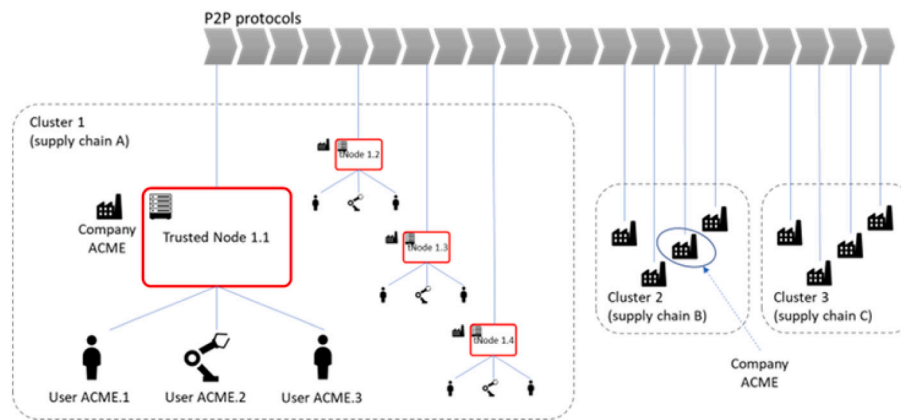 P2P protocols
Cluster 1
(supply chain A)
tNode 1.2
Company
ACME
Trusted Node 1.1
tNode 1.3
Cluster 2
(supply chain B)
Cluster 3
(supply chain C)
tNode 1.4
Company
ACME
User ACME.1
User ACME.2
User ACME.3